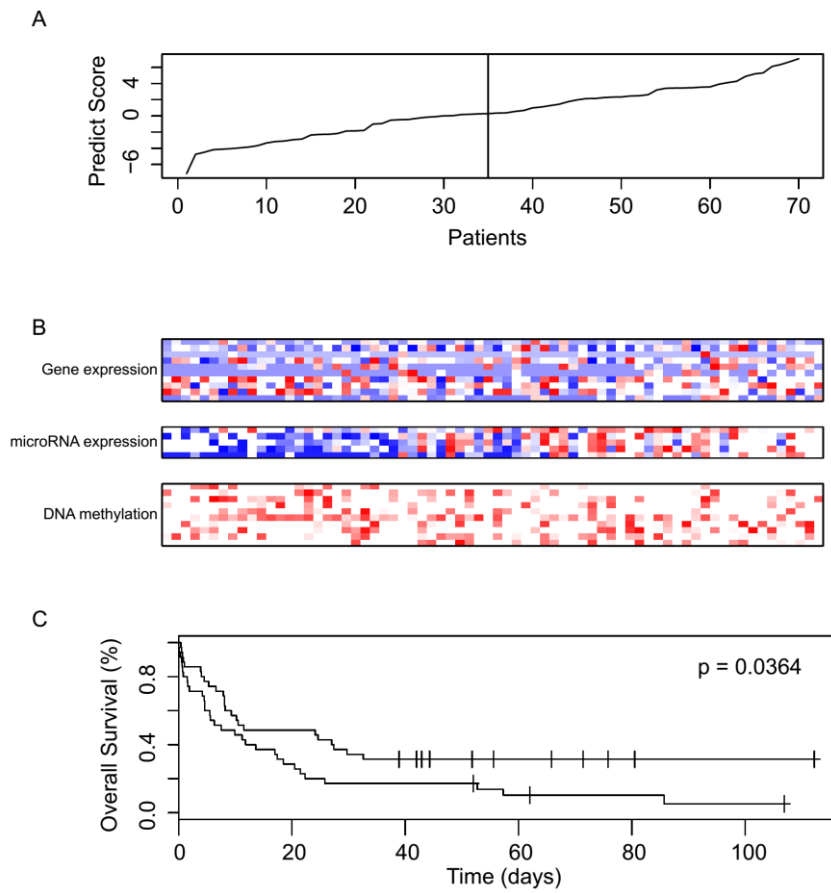 A
Predict Score
4
0
−6
0 10 20 30 40 50 60 70
Patients
B
Gene expression
microRNA expression
DNA methylation
C
Overall Survival (%)
0.8
0.4
0.0
p = 0.0364
0 20 40 60 80 100
Time (days)